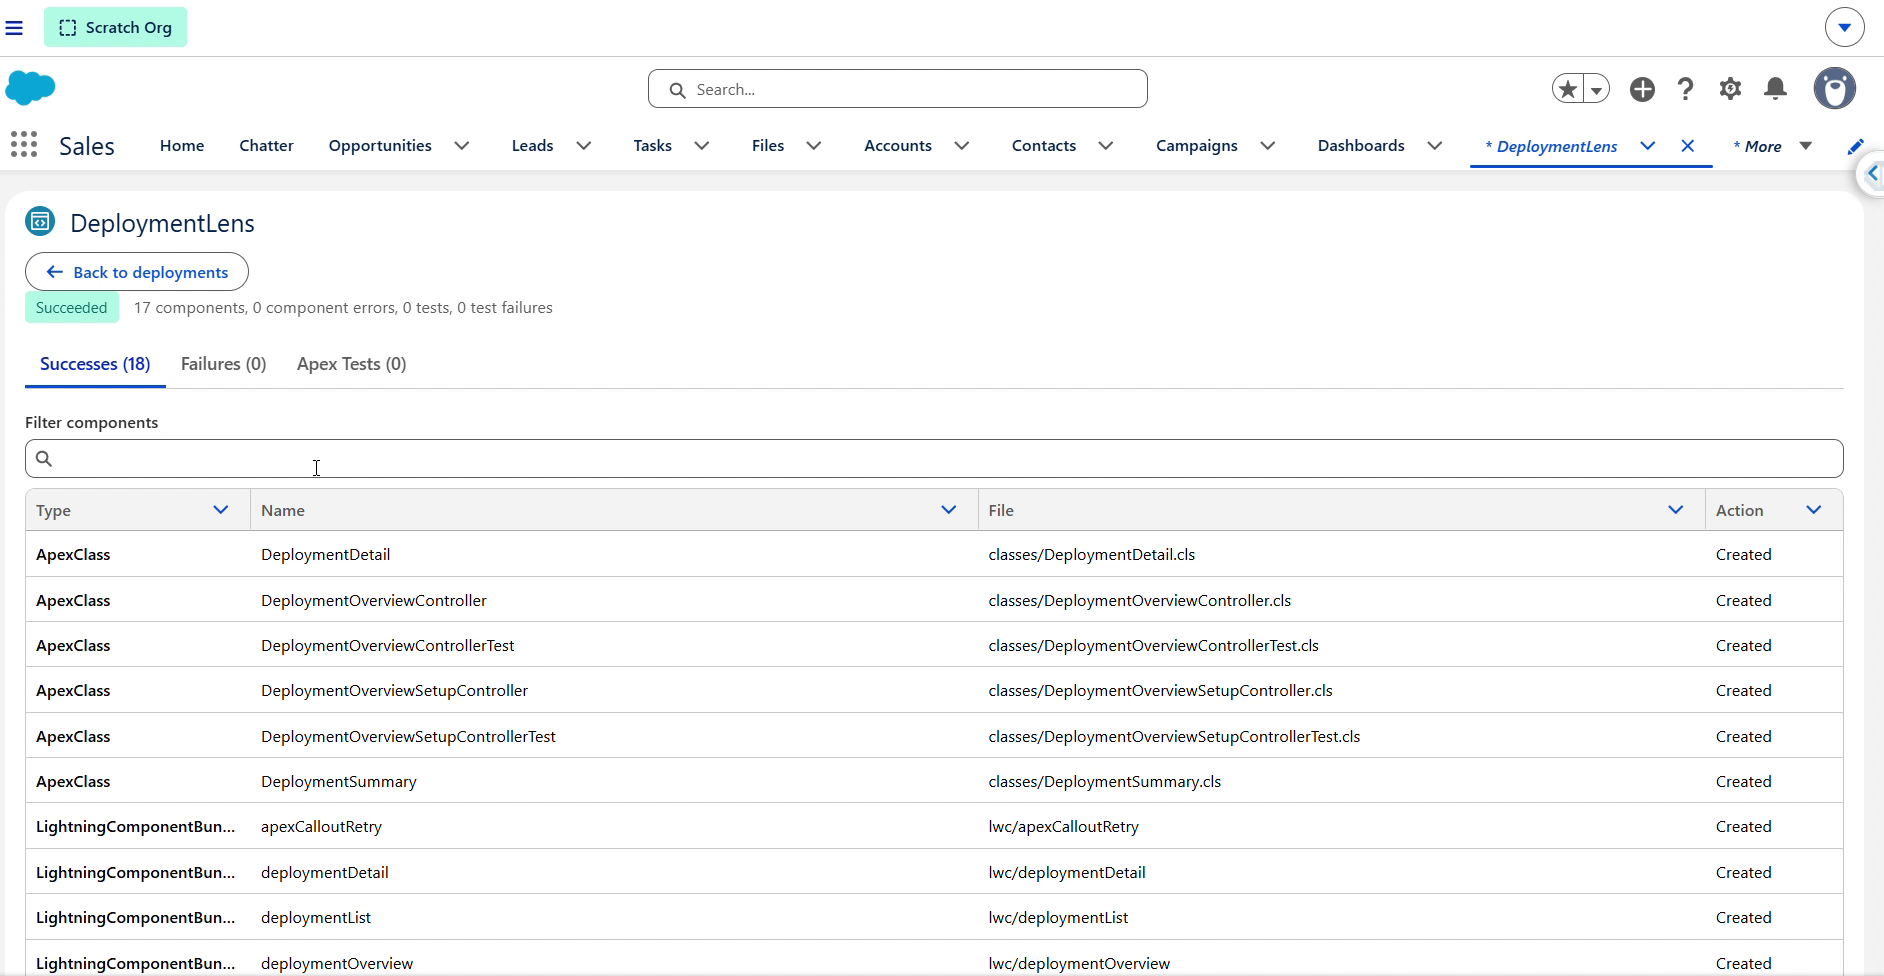 Scratch Org
Search...
Sales Home Chatter Opportunities Leads Tasks Files Accounts Contacts Campaigns Dashboards * DeploymentLens * More
DeploymentLens
Back to deployments
Succeeded 17 components, 0 component errors, 0 tests, 0 test failures
Successes (18) Failures (0) Apex Tests (0)
Filter components
Type Name File Action
ApexClass DeploymentDetail classes/DeploymentDetail.cls Created
ApexClass DeploymentOverviewController classes/DeploymentOverviewController.cls Created
ApexClass DeploymentOverviewControllerTest classes/DeploymentOverviewControllerTest.cls Created
ApexClass DeploymentOverviewSetupController classes/DeploymentOverviewSetupController.cls Created
ApexClass DeploymentOverviewSetupControllerTest classes/DeploymentOverviewSetupControllerTest.cls Created
ApexClass DeploymentSummary classes/DeploymentSummary.cls Created
LightningComponentBun... apexCalloutRetry lwc/apexCalloutRetry Created
LightningComponentBun... deploymentDetail lwc/deploymentDetail Created
LightningComponentBun... deploymentList lwc/deploymentList Created
LightningComponentBun... deploymentOverview lwc/deploymentOverview Created